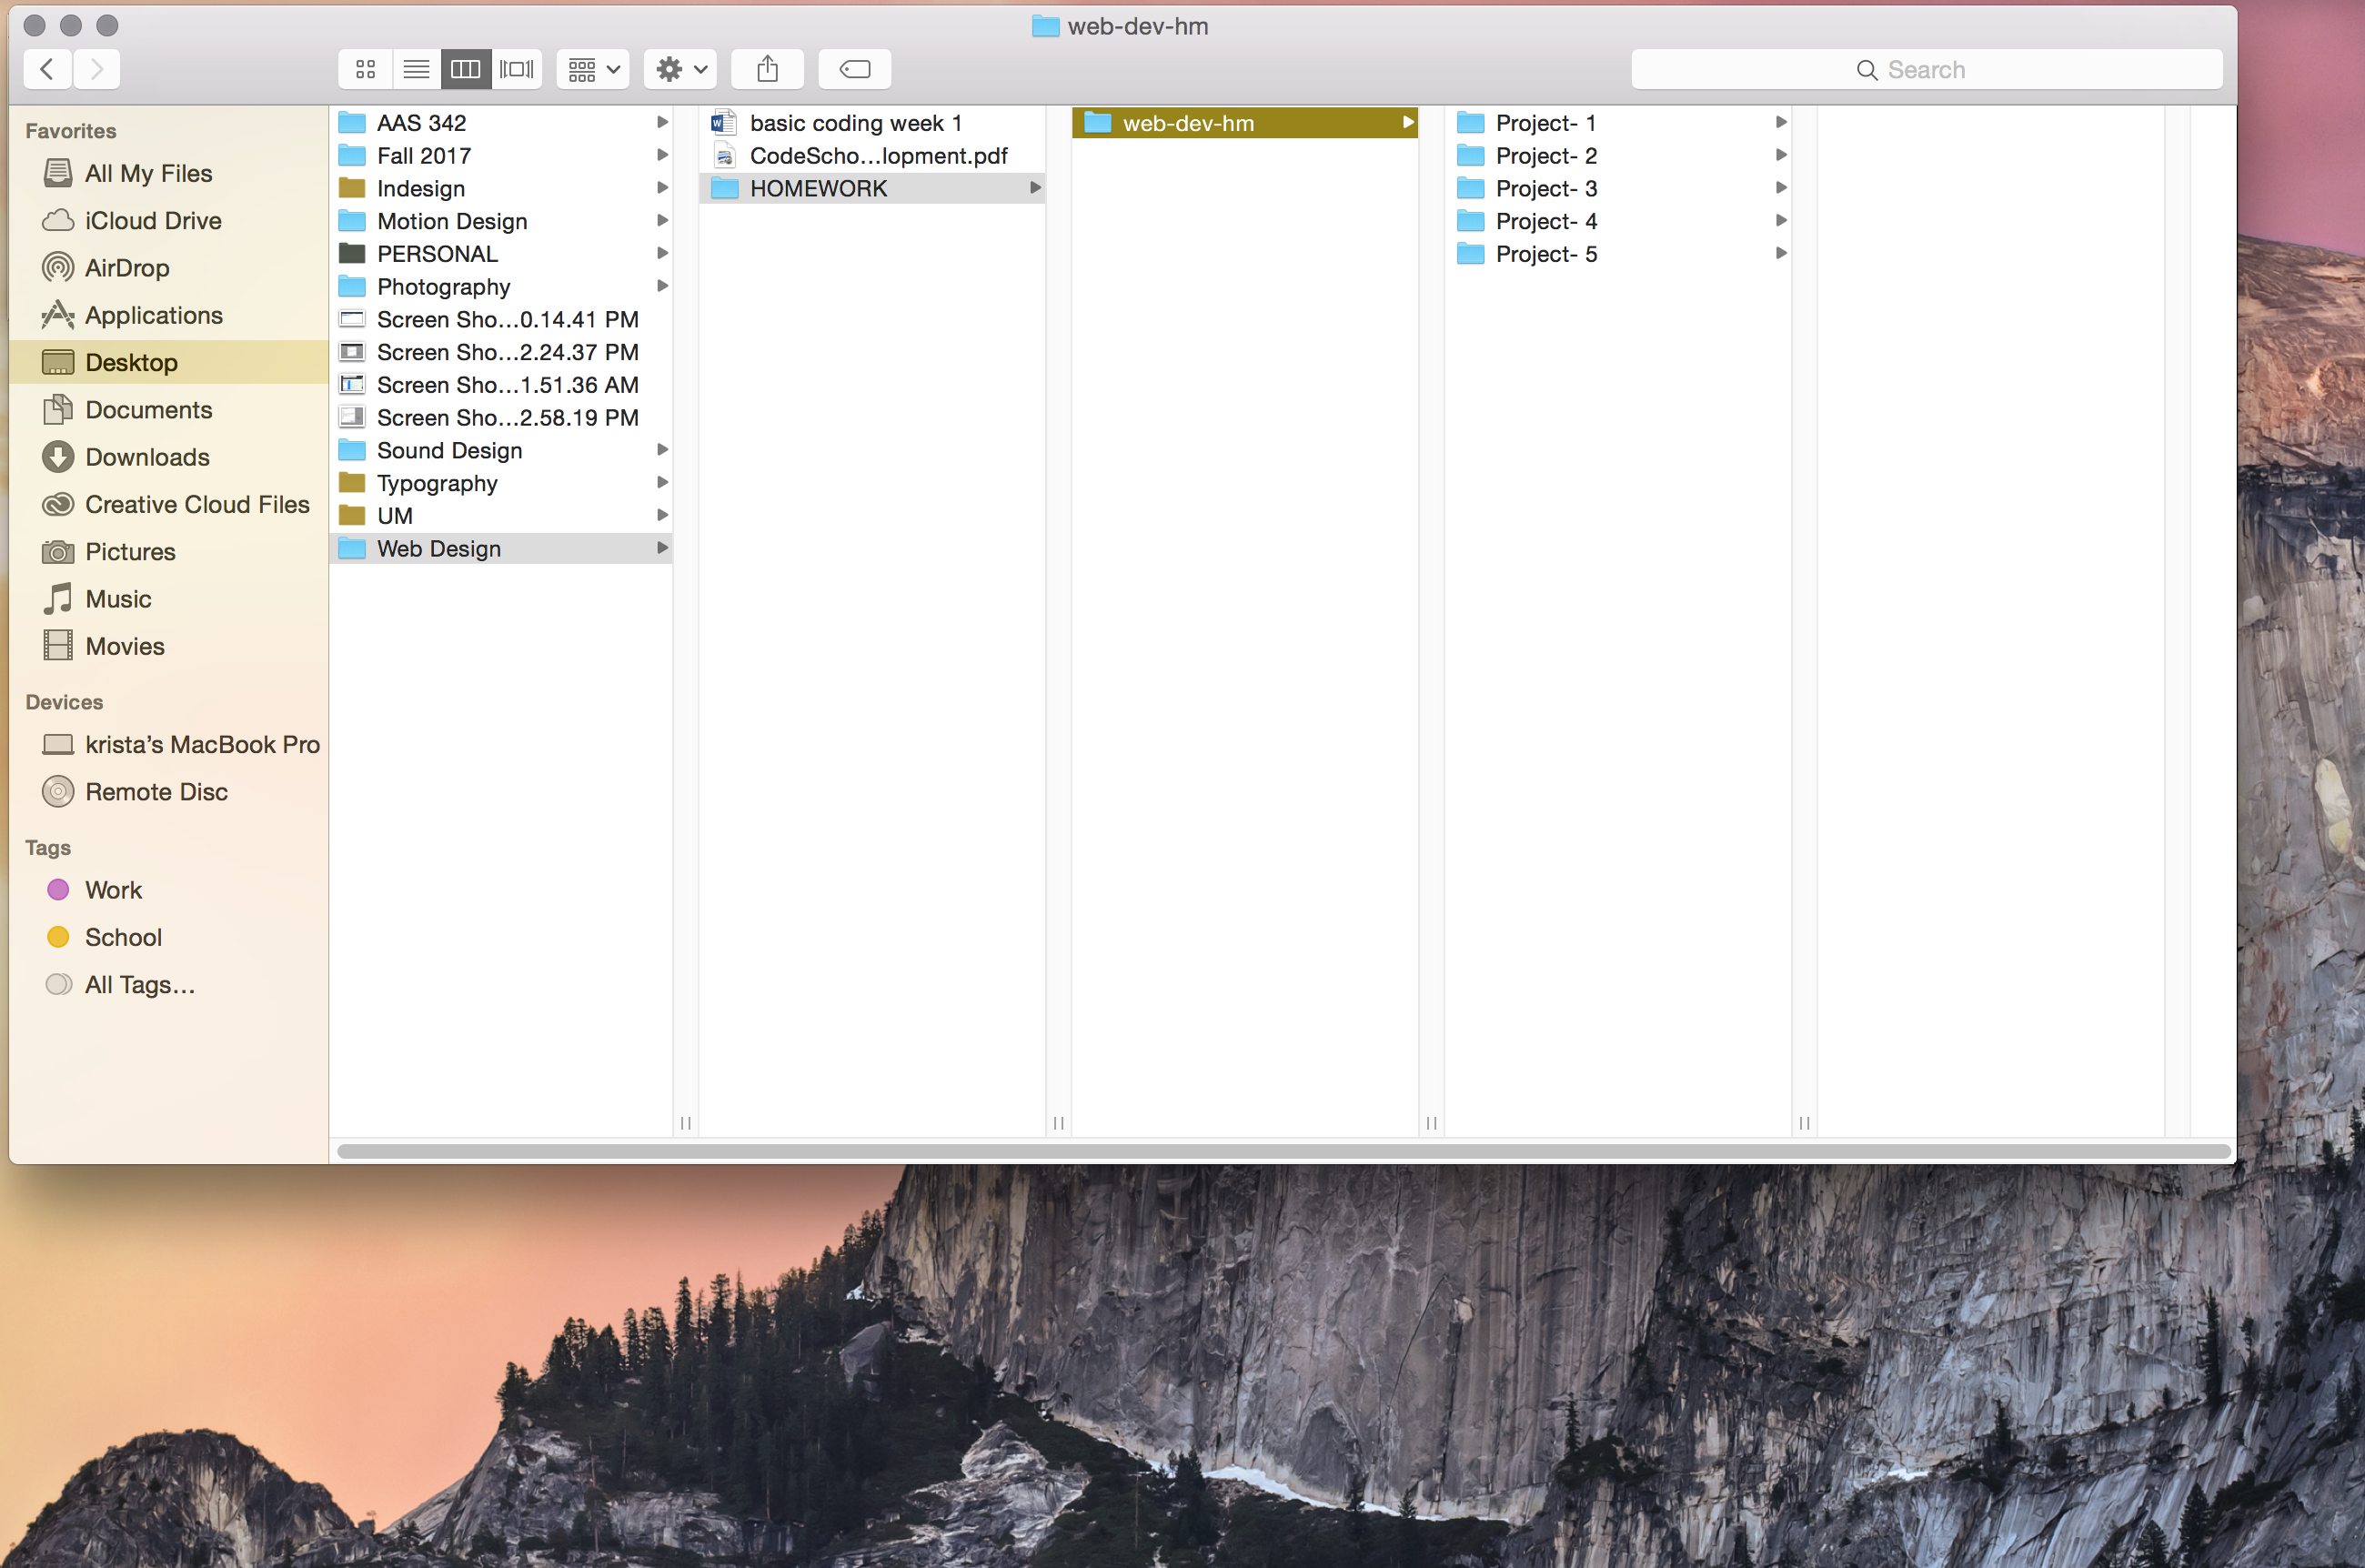 web-dev-hm
Search
Favorites
All My Files
iCloud Drive
AirDrop
Applications
Desktop
Documents
Downloads
Creative Cloud Files
Pictures
Music
Movies
Devices
krista's MacBook Pro
Remote Disc
Tags
Work
School
All Tags...
AAS 342
Fall 2017
Indesign
Motion Design
PERSONAL
Photography
Screen Sho...0.14.41 PM
Screen Sho...2.24.37 PM
Screen Sho...1.51.36 AM
Screen Sho...2.58.19 PM
Sound Design
Typography
UM
Web Design
basic coding week 1
CodeScho...lopment.pdf
HOMEWORK
web-dev-hm
Project- 1
Project- 2
Project- 3
Project- 4
Project- 5